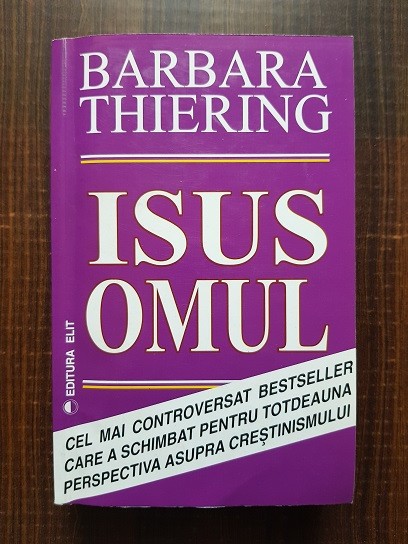 BARBARA
THIERING
ISUS
OMUL
EDITURA ELIT
CEL MAI CONTROVERSAT BESTSELLER
CARE A SCHIMBAT PENTRU TOTDEAUNA
PERSPECTIVA ASUPRA CREȘTINISMULUI